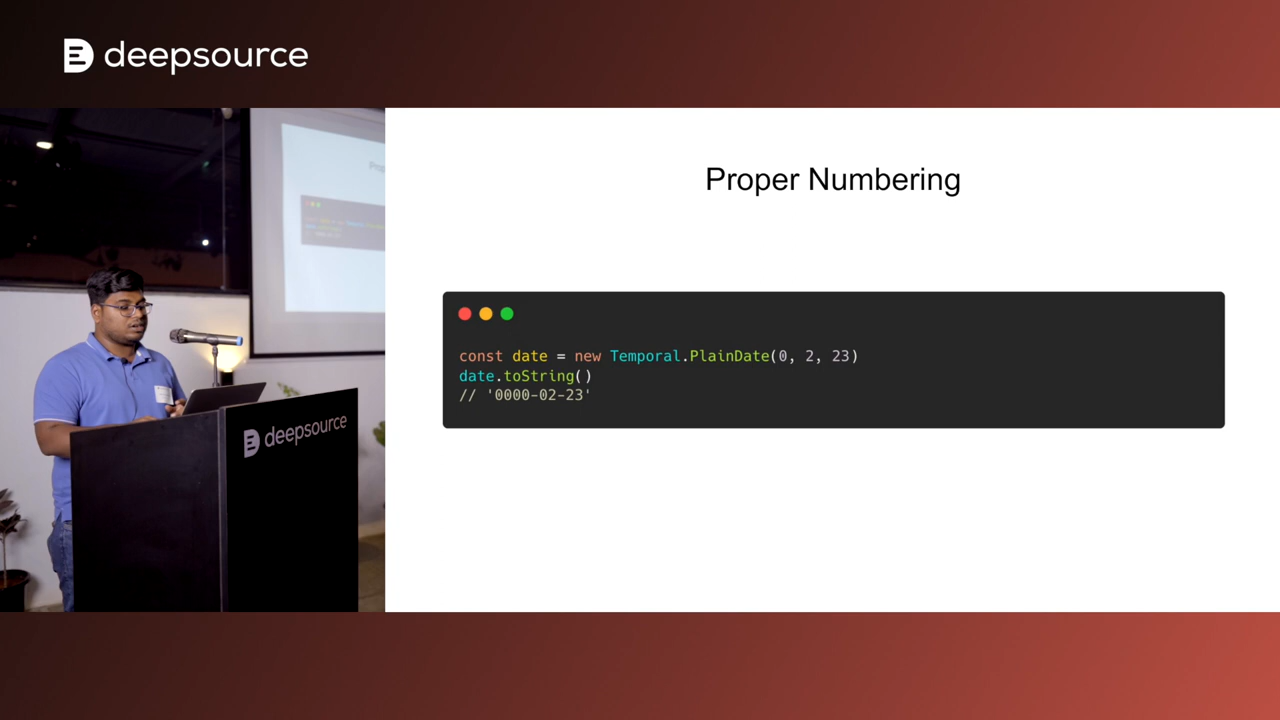 deepsource
Proper Numbering
const date = new Temporal.PlainDate(0, 2, 23)
date.toString()
// '0000-02-23'
deepsource